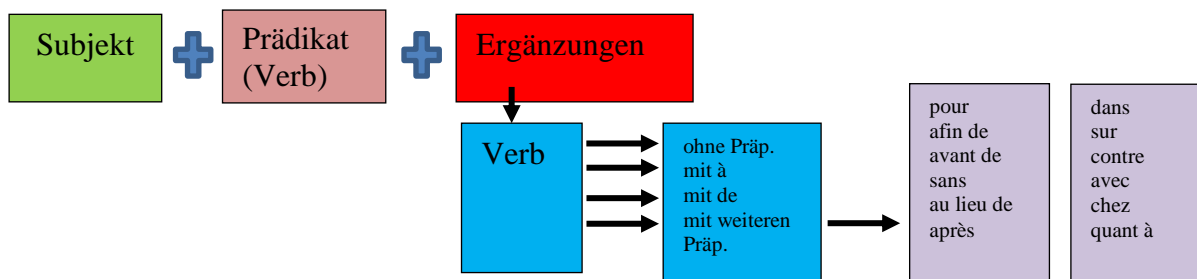 Subjekt
Prädikat
(Verb)
Ergänzungen
Verb
ohne Präp.
mit à
mit de
mit weiteren
Präp.
pour
afin de
avant de
sans
au lieu de
après
dans
sur
contre
avec
chez
quant à